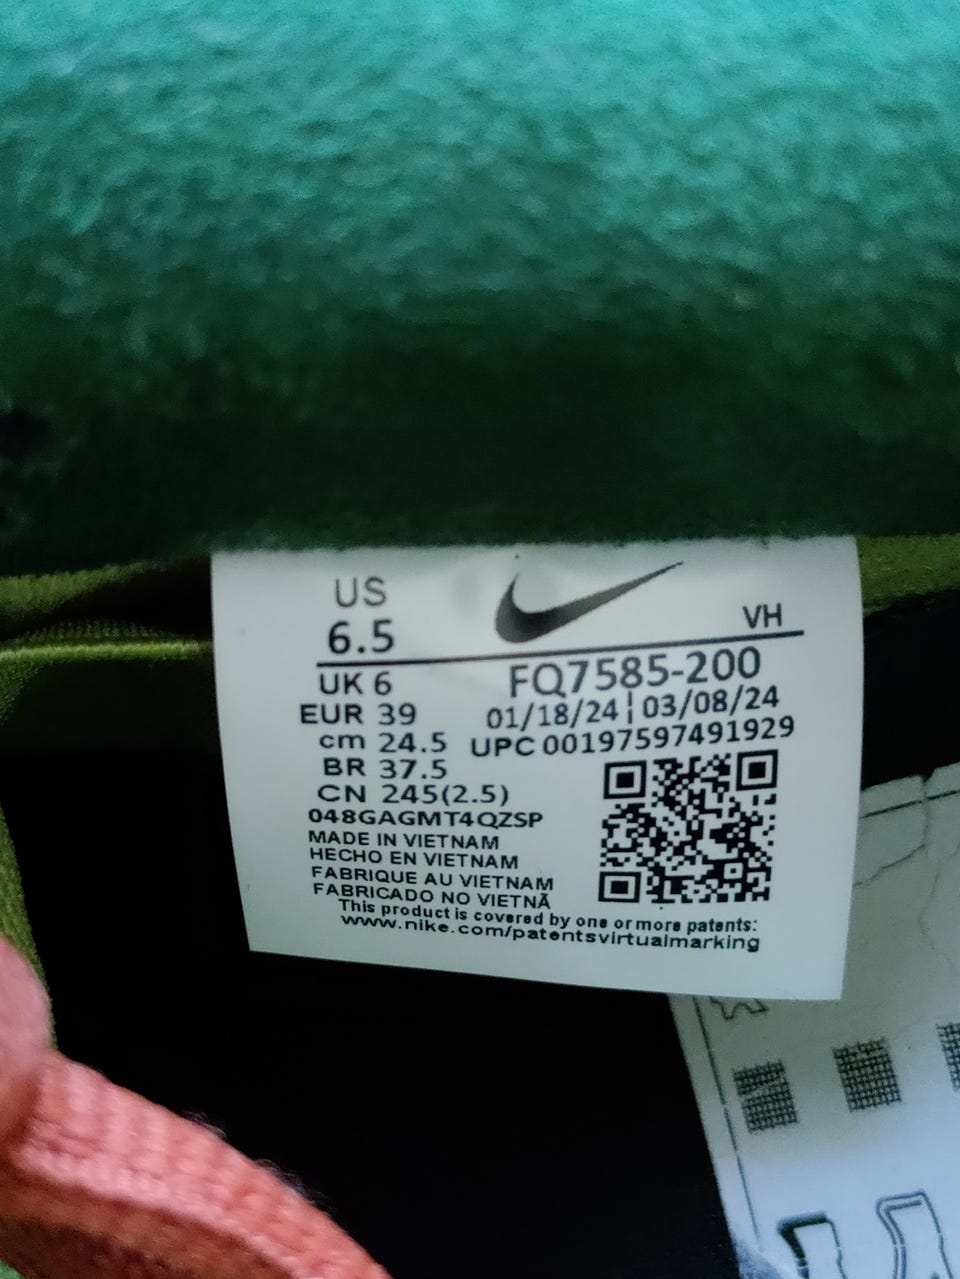 US
6.5
VH
UK 6
FQ7585-200
EUR 39
01/18/24 | 03/08/24
cm 24.5
UPC 00197597491929
BR 37.5
CN 245(2.5)
048GAGMT4QZSP
MADE IN VIETNAM
HECHO EN VIETNAM
FABRIQUE AU VIETNAM
FABRICADO NO VIETNÃ
This product is covered by one or more patents:
www.nike.com/patentsvirtualmarking